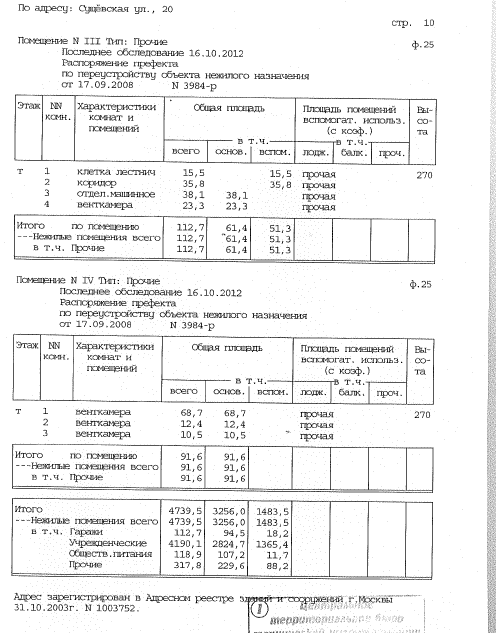 По адресу: Сущёвская ул., 20
стр. 10
Помещение N III Тип: Прочие ф.25
Последнее обследование 16.10.2012
Распоряжение префекта
по переустройству объекта нежилого назначения
от 17.09.2008 N 3984-р
Этаж NN комн. Характеристики комнат и помещений Общая площадь Площадь помещений вспомогат. использ. (с коэф.) Вы-со-та
в т.ч. в т.ч.
всего основ. вспом. лодж. балк. проч.
т 1 клетка лестнич 15,5 15,5 прочая 270
2 коридор 35,8 35,8 прочая
3 отдел.машинное 38,1 38,1 прочая
4 венткамера 23,3 23,3 прочая
Итого по помещению 112,7 61,4 51,3
---Нежилые помещения всего 112,7 61,4 51,3
в т.ч. Прочие 112,7 61,4 51,3
Помещение N IV Тип: Прочие ф.25
Последнее обследование 16.10.2012
Распоряжение префекта
по переустройству объекта нежилого назначения
от 17.09.2008 N 3984-р
Этаж NN комн. Характеристики комнат и помещений Общая площадь Площадь помещений вспомогат. использ. (с коэф.) Вы-со-та
в т.ч. в т.ч.
всего основ. вспом. лодж. балк. проч.
т 1 венткамера 68,7 68,7 прочая 270
2 венткамера 12,4 12,4 прочая
3 венткамера 10,5 10,5 прочая
Итого по помещению 91,6 91,6
---Нежилые помещения всего 91,6 91,6
в т.ч. Прочие 91,6 91,6
Итого 4739,5 3256,0 1483,5
---Нежилые помещения всего 4739,5 3256,0 1483,5
в т.ч. Гаражи 112,7 94,5 18,2
Учрежденческие 4190,1 2824,7 1365,4
Обществ.питания 118,9 107,2 11,7
Прочие 317,8 229,6 88,2
Адрес зарегистрирован в Адресном реестре зданий и сооружений г.Москвы
31.10.2003г. N 1003752.
Центральное
территориальное бюро